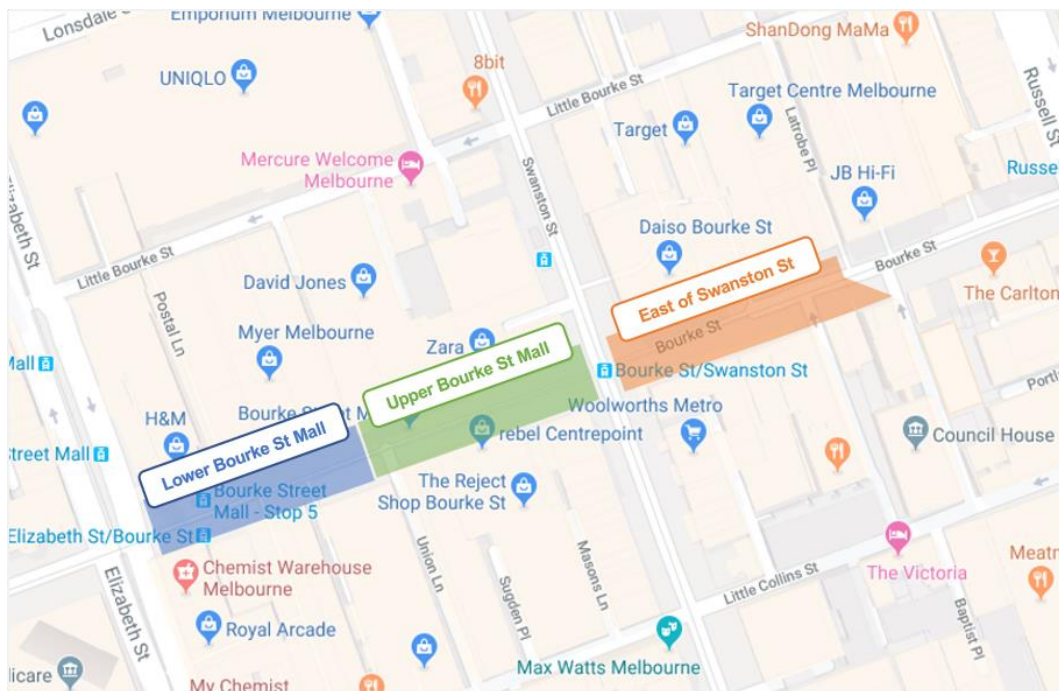 Lonsdale S
Emporium Melbourne
ShanDong MaMa
UNIQLO
8bit
Russell St
Little Bourke St
Target Centre Melbourne
Latrobe Pl
Target
Mercure Welcome
Melbourne
Swanston St
JB Hi-Fi
Russe
Elizabeth St
Daiso Bourke St
Little Bourke St
Bourke St
East of Swanston St
David Jones
The Carlton
Postal Ln
Myer Melbourne
Bourke St
Zara
Upper Bourke St Mall
Mall
Bourke St/Swanston St
Portl
H&M
Bourke Street M
Woolworths Metro
rebel Centrepoint
Council House
Lower Bourke St Mall
Street Mall
The Reject
Shop Bourke St
Bourke Street
Mall - Stop 5
Elizabeth St/Bourke St
Union Ln
Masons Ln
Chemist Warehouse
Melbourne
Meatm
The Victoria
Little Collins St
Elizabeth St
Sugden Pl
Baptist Pl
Royal Arcade
Max Watts Melbourne
dicare
My Chemist